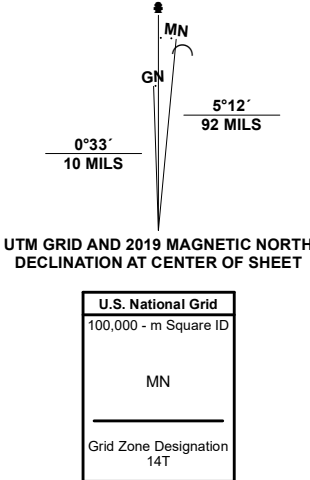 MN
GN
5°12´
92 MILS
0°33´
10 MILS
UTM GRID AND 2019 MAGNETIC NORTH
DECLINATION AT CENTER OF SHEET
U.S. National Grid
100,000 - m Square ID
MN
Grid Zone Designation
14T